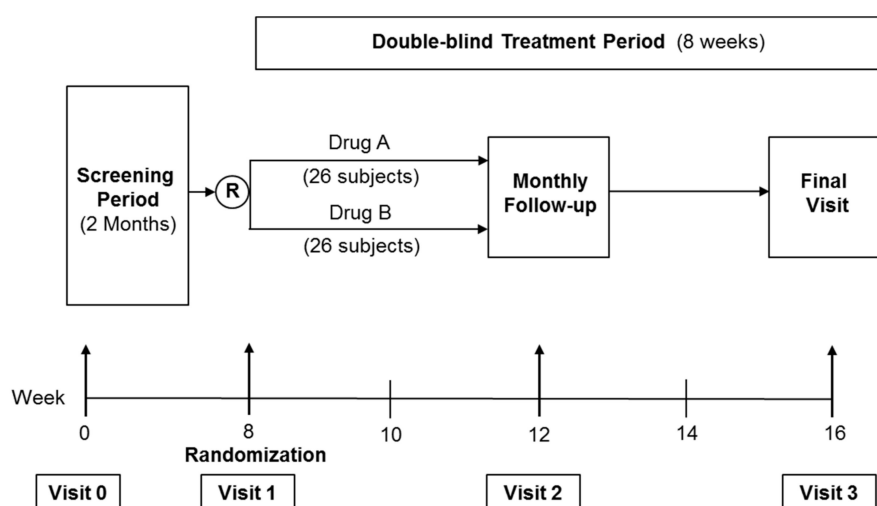 Double-blind Treatment Period (8 weeks)
Screening
Period
(2 Months)
R
Drug A
(26 subjects)
Drug B
(26 subjects)
Monthly
Follow-up
Final
Visit
Week
0
8
10
12
14
16
Randomization
Visit 0
Visit 1
Visit 2
Visit 3